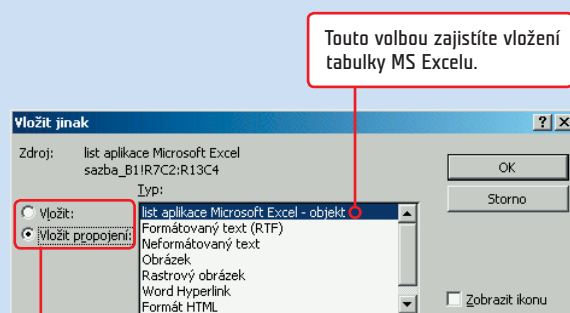 Touto volbou zajistíte vložení
tabulky MS Excelu.
Vložit jinak
Zdroj: list aplikace Microsoft Excel
sazba_B1!R7C2:R13C4
Typ:
Vložit:
Vložit propojení:
list aplikace Microsoft Excel - objekt
Formátovaný text (RTF)
Neformátovaný text
Obrázek
Rastrový obrázek
Word Hyperlink
Formát HTML
OK
Storno
Zobrazit ikonu